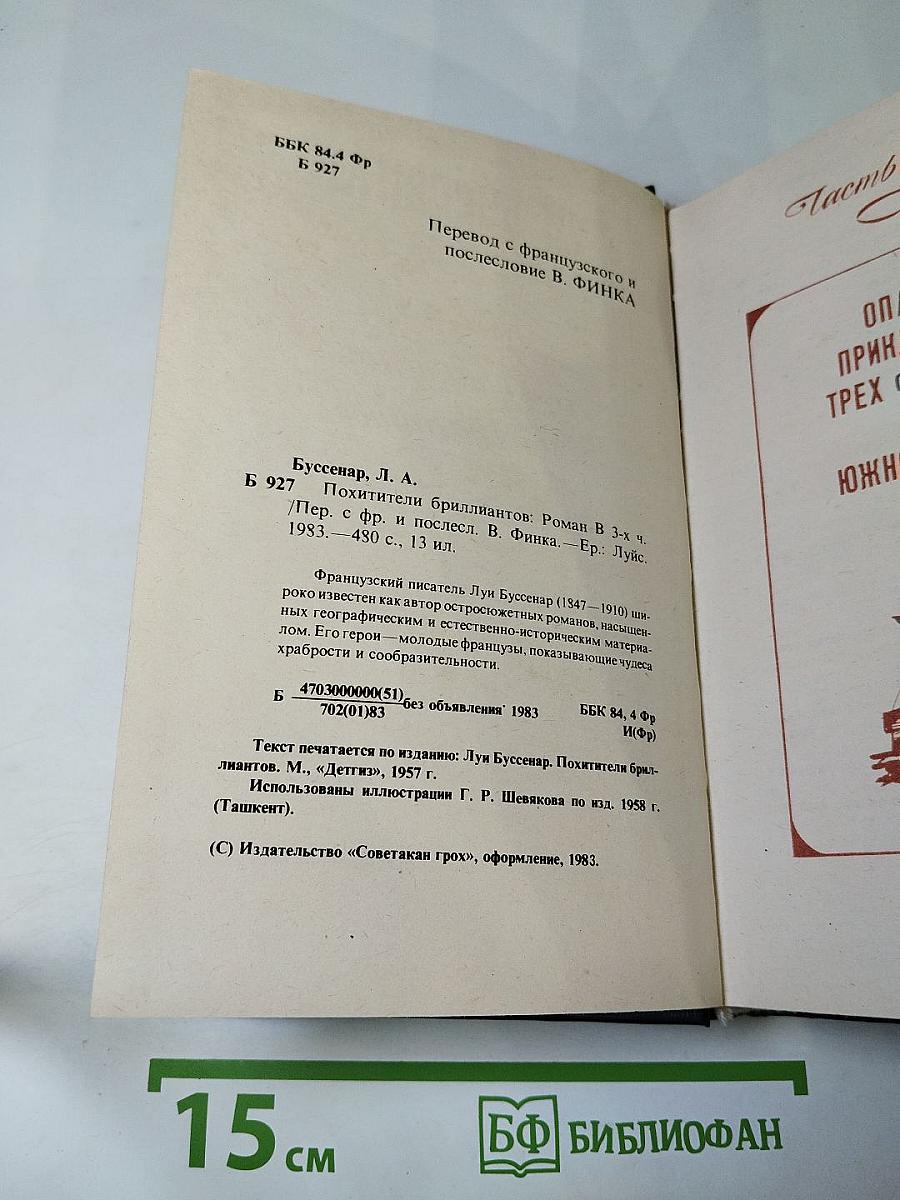 ББК 84.4 Фр
Б 927
Перевод с французского и
послесловие В. ФИНКА
Буссенар, Л. А.
Б 927 Похитители бриллиантов: Роман В 3-х ч.
/Пер. с фр. и послесл. В. Финка.—Ер.: Луйс.
1983.—480 с., 13 ил.
Французский писатель Луи Буссенар (1847—1910) ши-
роко известен как автор остросюжетных романов, насыщен-
ных географическим и естественно-историческим материа-
лом. Его герои—молодые французы, показывающие чудеса
храбрости и сообразительности.
Б 4703000000(51) без объявления 1983
702(01)83
ББК 84, 4 Фр
И(Фр)
Текст печатается по изданию: Луи Буссенар. Похитители брил-
лиантов. М., «Детгиз», 1957 г.
Использованы иллюстрации Г. Р. Шевякова по изд. 1958 г.
(Ташкент).
(С) Издательство «Советакан грох», оформление, 1983.
Часть
ТРЕХ
15 см
БФ БИБЛИОФАН